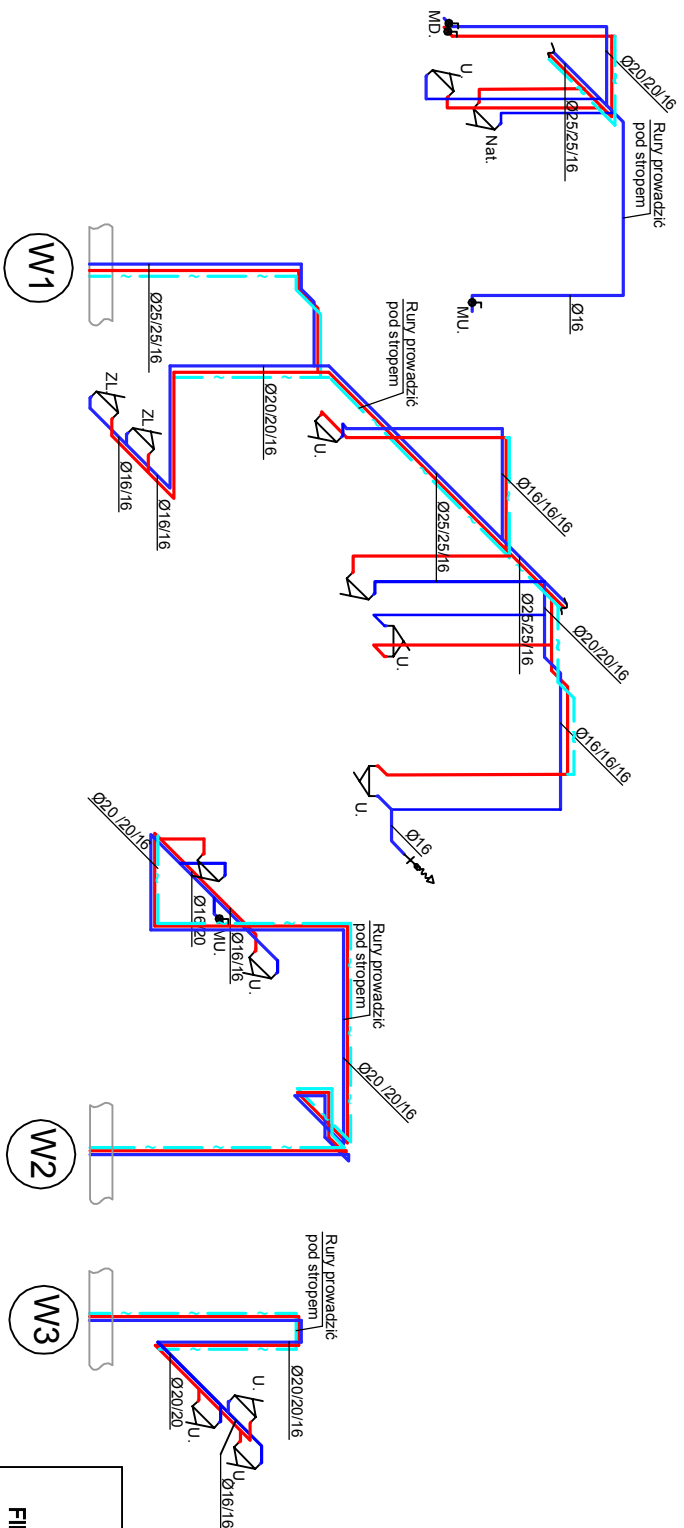 MD.
U.
Nat.
Ø20/20/16
Ø25/25/16
Rury prowadzić
pod stropem
Ø16
MU.
W1
Ø25/25/16
ZL
ZL
Ø16/16
Ø16/16
Ø20/20/16
Rury prowadzić
pod stropem
U.
Ø16/16/16
Ø25/25/16
Ø25/25/16
Ø20/20/16
U.
Ø16/16/16
U.
Ø16
Ø20 /20/16
Ø16/20
MU.
Ø16/16
U.
Rury prowadzić
pod stropem
Ø20 /20/16
W2
W3
Rury prowadzić
pod stropem
Ø20/20/16
Ø20/20
U.
U.
U.
Ø16/16